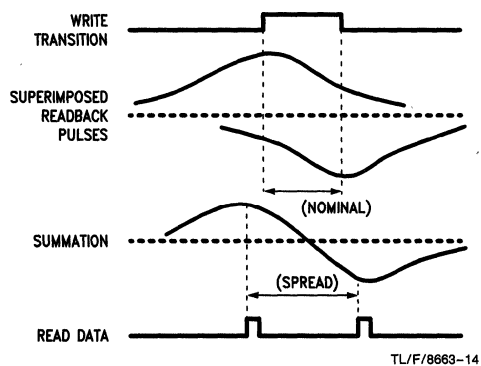 WRITE
TRANSITION
SUPERIMPOSED
READBACK
PULSES
(NOMINAL)
SUMMATION
(SPREAD)
READ DATA
TL/F/8663–14